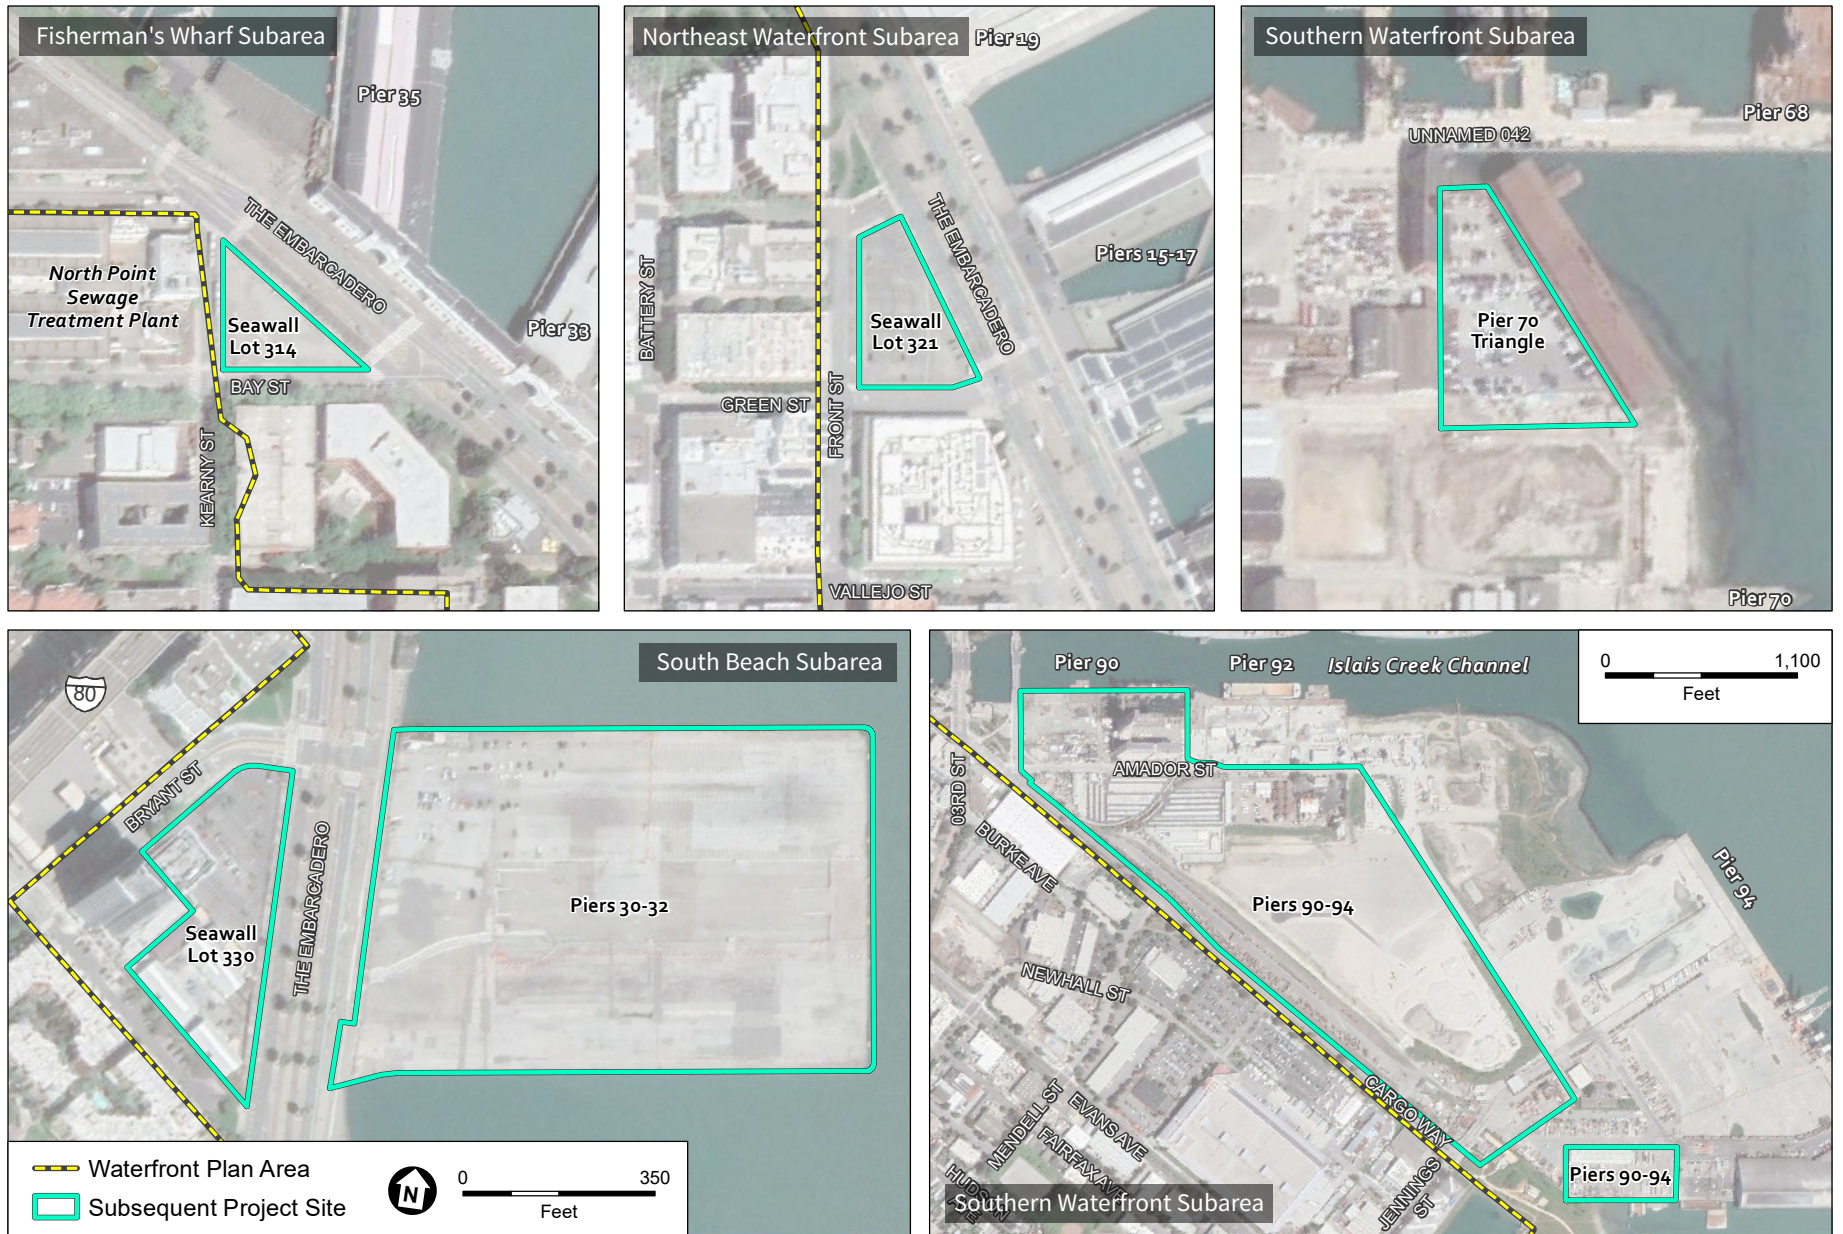 Fisherman's Wharf Subarea
Pier 35
THE EMBARCADERO
North Point
Sewage
Treatment Plant
Seawall
Lot 314
Pier 33
BAY ST
KEARNY ST
Northeast Waterfront Subarea
Pier 19
THE EMBARCADERO
Piers 15-17
BATTERY ST
Seawall
Lot 321
GREEN ST
FRONT ST
VALLEJO ST
Southern Waterfront Subarea
Pier 68
UNNAMED 042
Pier 70
Triangle
Pier 70
South Beach Subarea
80
BRYANT ST
THE EMBARCADERO
Seawall
Lot 330
Piers 30-32
Waterfront Plan Area
Subsequent Project Site
N
0 350
Feet
Pier 90
Pier 92
Islais Creek Channel
0 1,100
Feet
03RD ST
AMADOR ST
BURKE AVE
Pier 94
Piers 90-94
NEWHALL ST
CARGO WAY
MENDELL ST
EVANS AVE
FAIRFAX AVE
JENNINGS
ST
Piers 90-94
Southern Waterfront Subarea